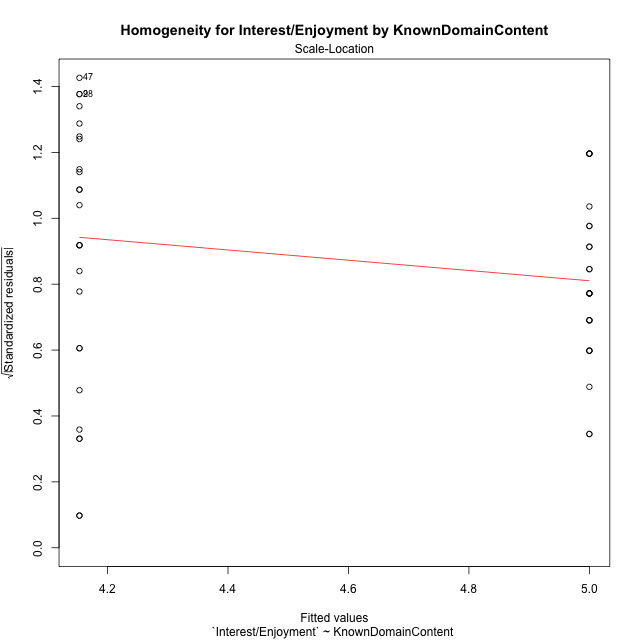 Homogeneity for Interest/Enjoyment by KnownDomainContent
Scale-Location
√|Standardized residuals|
0.0
0.2
0.4
0.6
0.8
1.0
1.2
1.4
47
4.2
4.4
4.6
4.8
5.0
Fitted values
`Interest/Enjoyment` ~ KnownDomainContent